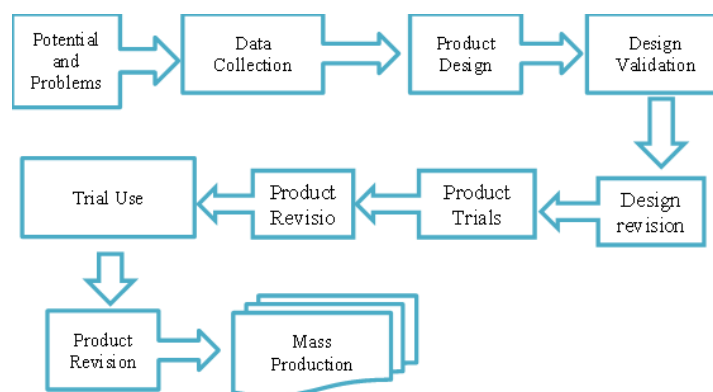 Potential
and
Problems
Data
Collection
Product
Design
Design
Validation
Design
revision
Product
Trials
Product
Revisio
Trial Use
Product
Revision
Mass
Production